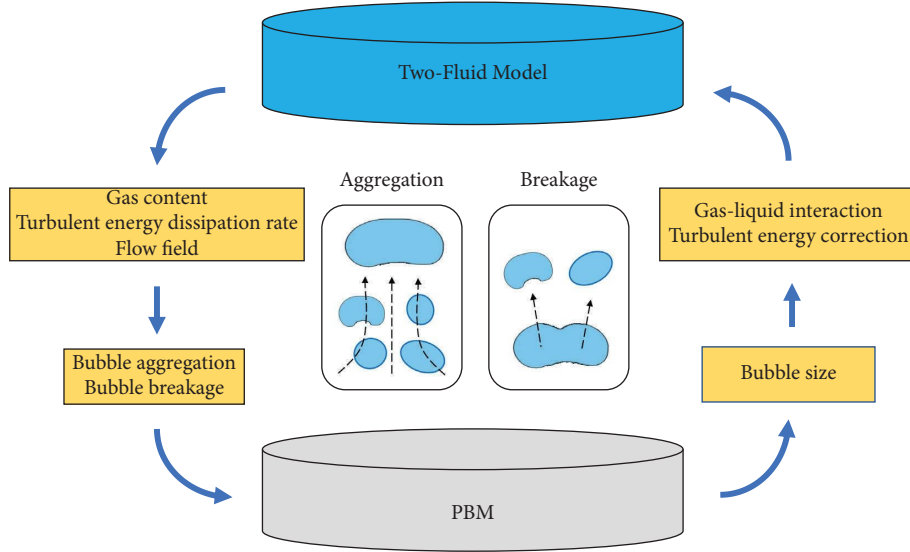 Two-Fluid Model
Gas content
Turbulent energy dissipation rate
Flow field
Aggregation
Breakage
Gas-liquid interaction
Turbulent energy correction
Bubble aggregation
Bubble breakage
Bubble size
PBM